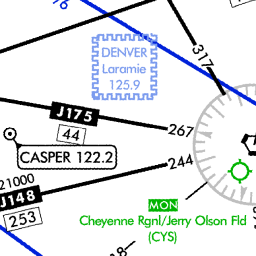 76
317
DENVER
Laramie
125.9
J175
44
267
CASPER 122.2
244
21000
J148
253
MON
Cheyenne Rgnl/Jerry Olson Fld
(CYS)